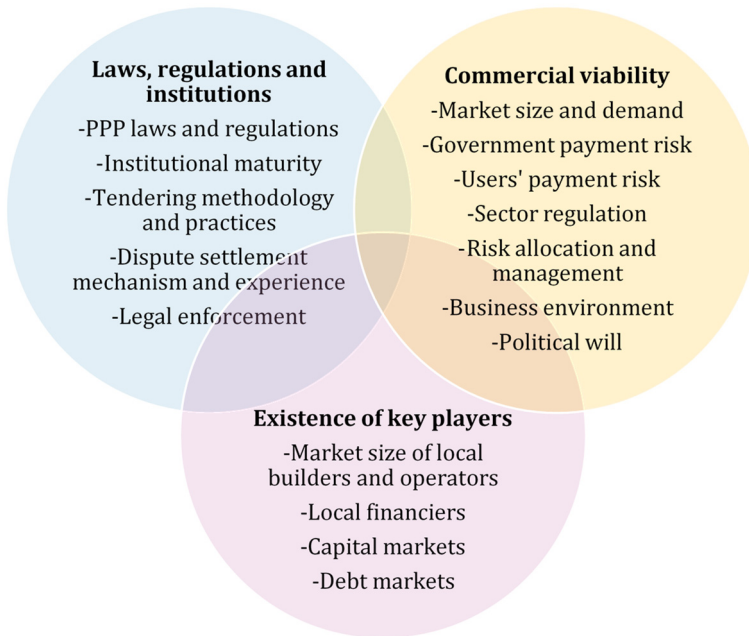 Laws, regulations and
institutions
-PPP laws and regulations
-Institutional maturity
-Tendering methodology
and practices
-Dispute settlement
mechanism and experience
-Legal enforcement
Commercial viability
-Market size and demand
-Government payment risk
-Users' payment risk
-Sector regulation
-Risk allocation and
management
-Business environment
-Political will
Existence of key players
-Market size of local
builders and operators
-Local financiers
-Capital markets
-Debt markets